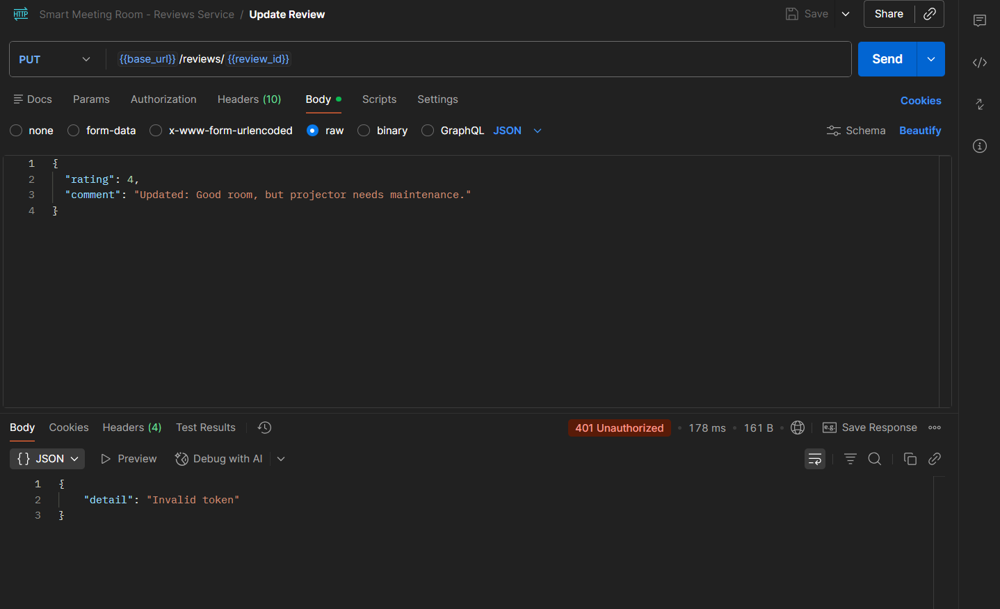 HTTP Smart Meeting Room - Reviews Service / Update Review Save Share
PUT {{base_url}}/reviews/{{review_id}} Send
Docs Params Authorization Headers (10) Body Scripts Settings Cookies
none form-data x-www-form-urlencoded raw binary GraphQL JSON Schema Beautify
1 {
2 "rating": 4,
3 "comment": "Updated: Good room, but projector needs maintenance."
4 }
Body Cookies Headers (4) Test Results 401 Unauthorized • 178 ms • 161 B • e.g. Save Response
{} JSON Preview Debug with AI
1 {
2 "detail": "Invalid token"
3 }